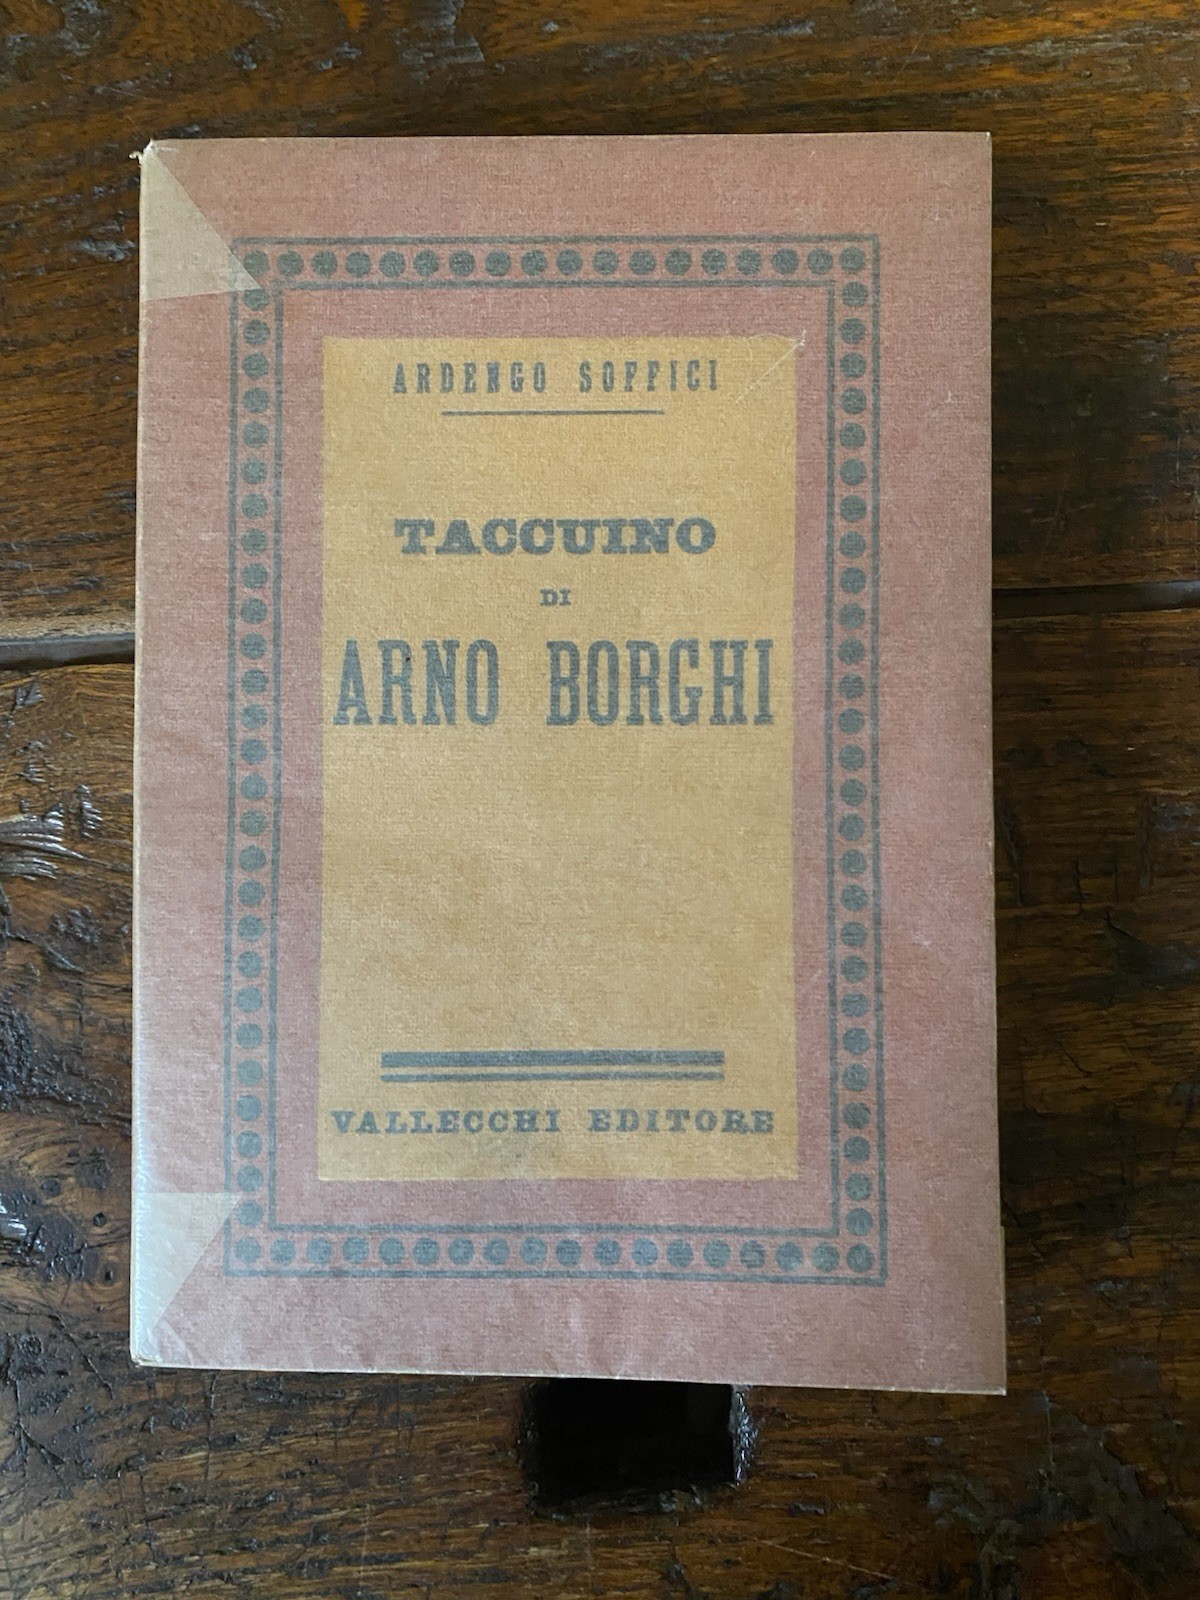 ARDENGO SOFFICI
TACCUINO
DI
ARNO BORGHI
VALLECCHI EDITORE